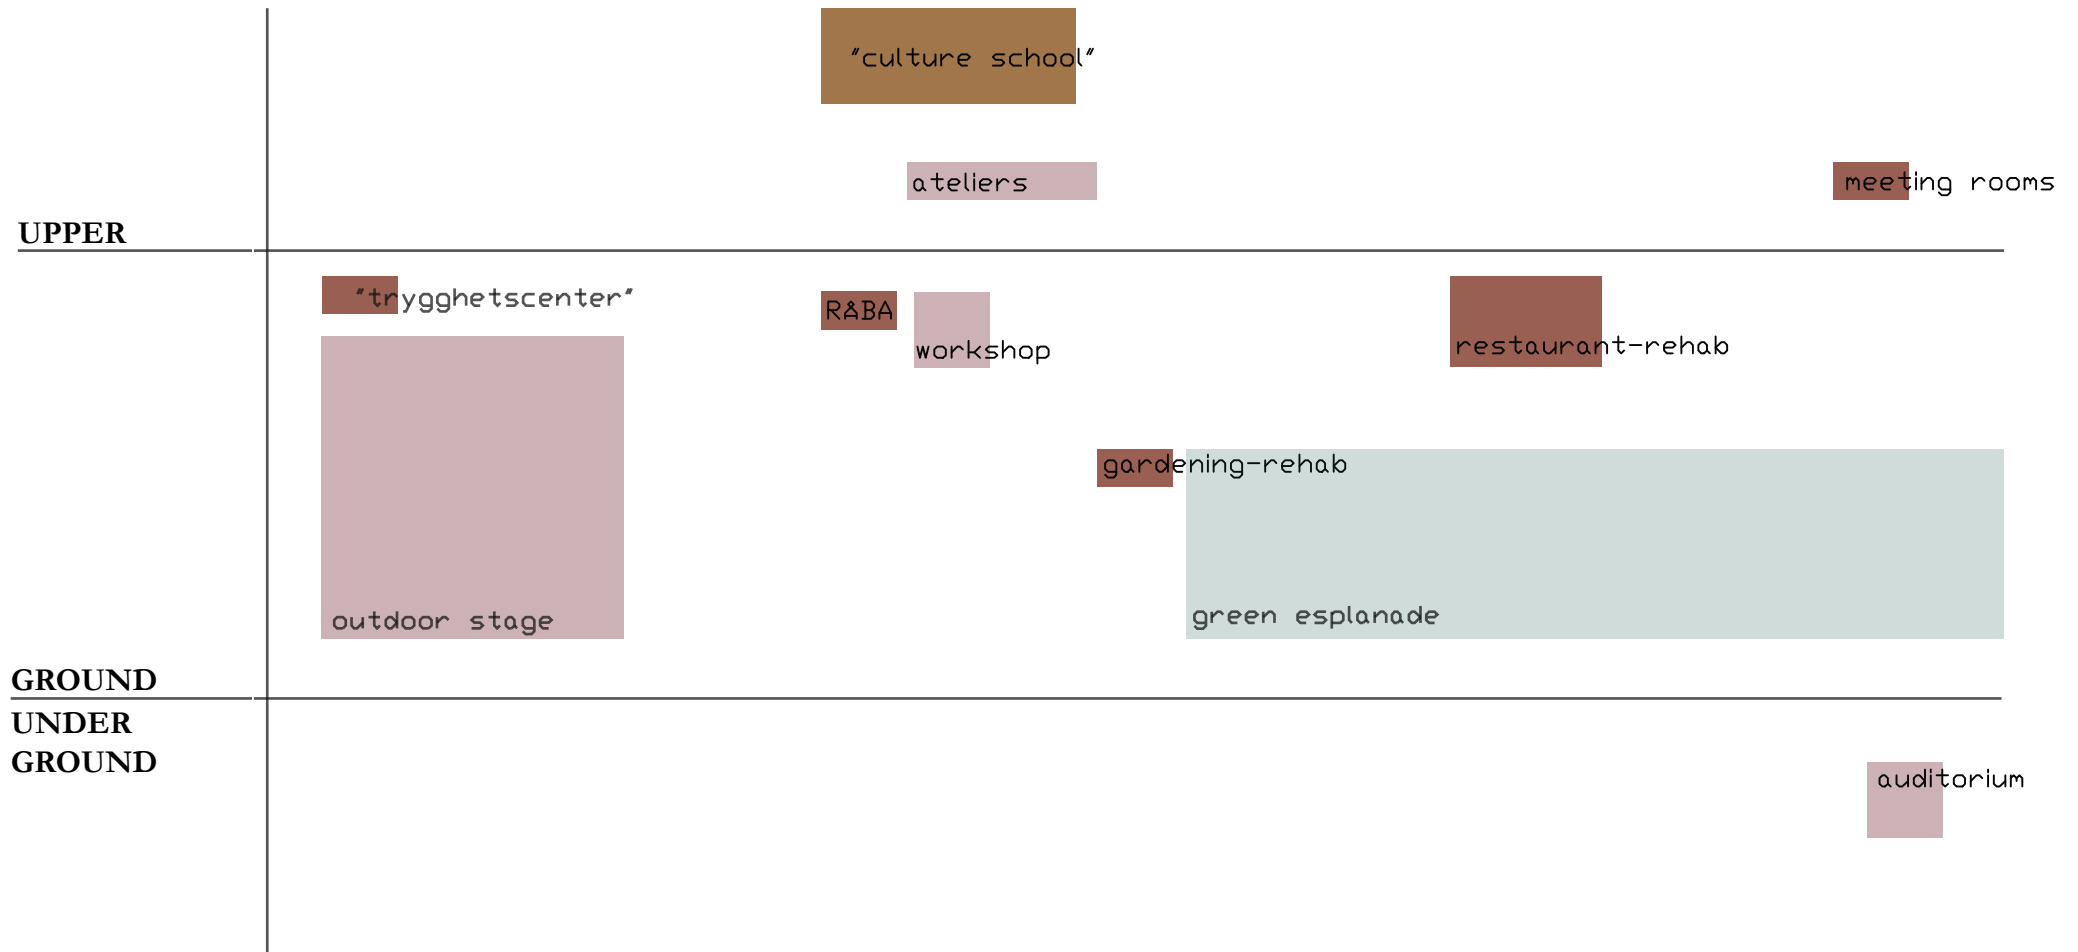 "culture school"
ateliers
meeting rooms
UPPER
"trygghetscenter"
R&BA
workshop
restaurant-rehab
gardening-rehab
outdoor stage
green esplanade
GROUND
UNDER
GROUND
auditorium